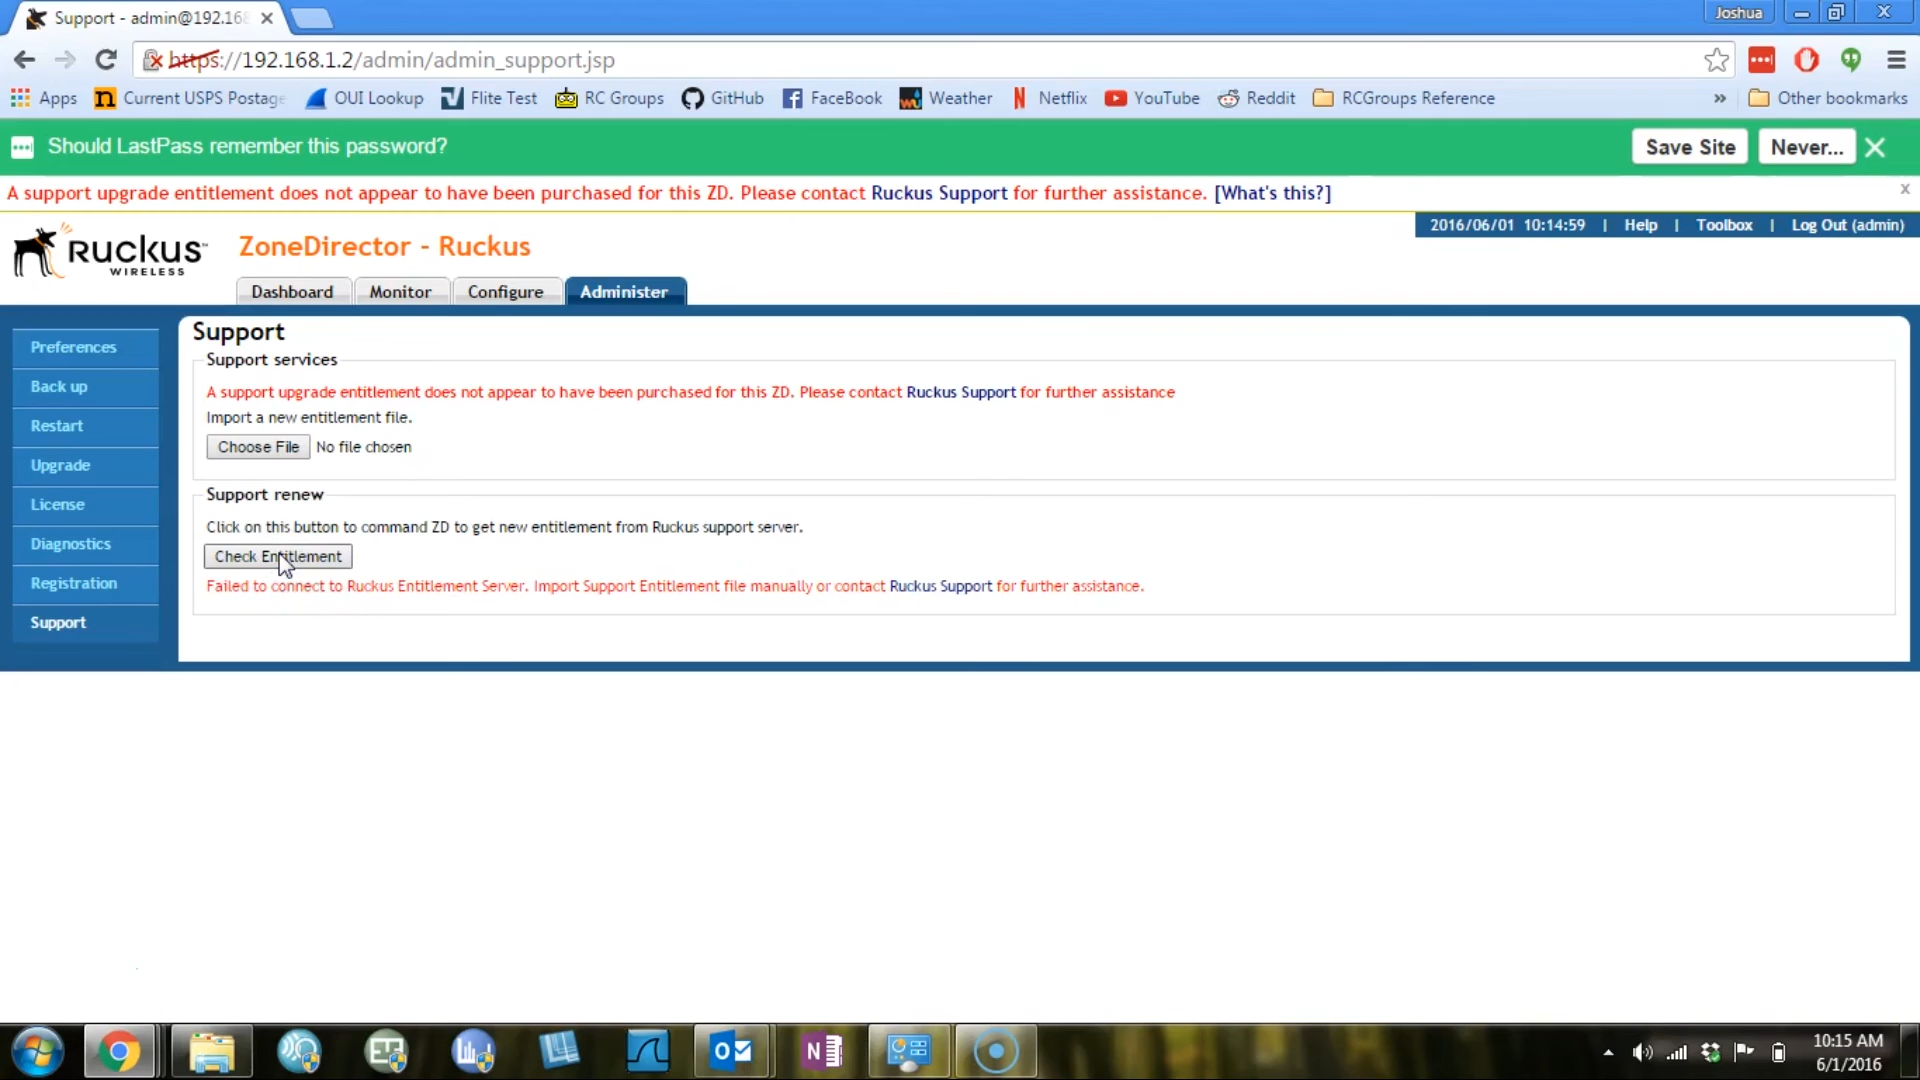 Support - admin@192.168
Joshua
https://192.168.1.2/admin/admin_support.jsp
Apps Current USPS Postage OUI Lookup Flite Test RC Groups GitHub FaceBook Weather Netflix YouTube Reddit RCGroups Reference » Other bookmarks
Should LastPass remember this password? Save Site Never...
A support upgrade entitlement does not appear to have been purchased for this ZD. Please contact Ruckus Support for further assistance. [What's this?] x
2016/06/01 10:14:59 | Help | Toolbox | Log Out (admin)
RUCKUS™
WIRELESS
ZoneDirector - Ruckus
Dashboard Monitor Configure Administer
Preferences
Back up
Restart
Upgrade
License
Diagnostics
Registration
Support
Support
Support services
A support upgrade entitlement does not appear to have been purchased for this ZD. Please contact Ruckus Support for further assistance
Import a new entitlement file.
Choose File No file chosen
Support renew
Click on this button to command ZD to get new entitlement from Ruckus support server.
Check Entitlement
Failed to connect to Ruckus Entitlement Server. Import Support Entitlement file manually or contact Ruckus Support for further assistance.
10:15 AM
6/1/2016